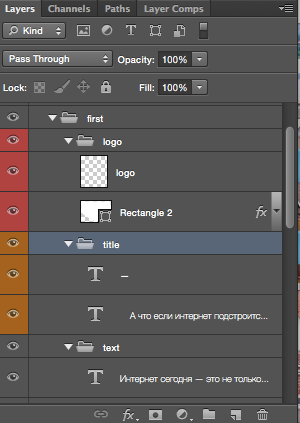 Layers Channels Paths Layer Comps
Kind
Pass Through Opacity: 100%
Lock: Fill: 100%
first
logo
logo
Rectangle 2 fx
title
T –
T А что если интернет подстроитс...
text
T Интернет сегодня — это не только...
fx